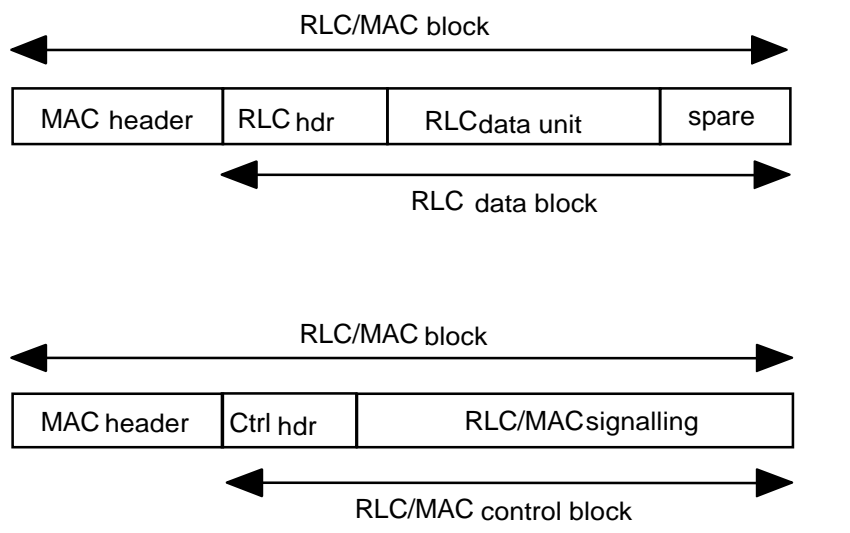 RLC/MAC block
MAC header RLC hdr RLC data unit spare
RLC data block
RLC/MAC block
MAC header Ctrl hdr RLC/MAC signalling
RLC/MAC control block